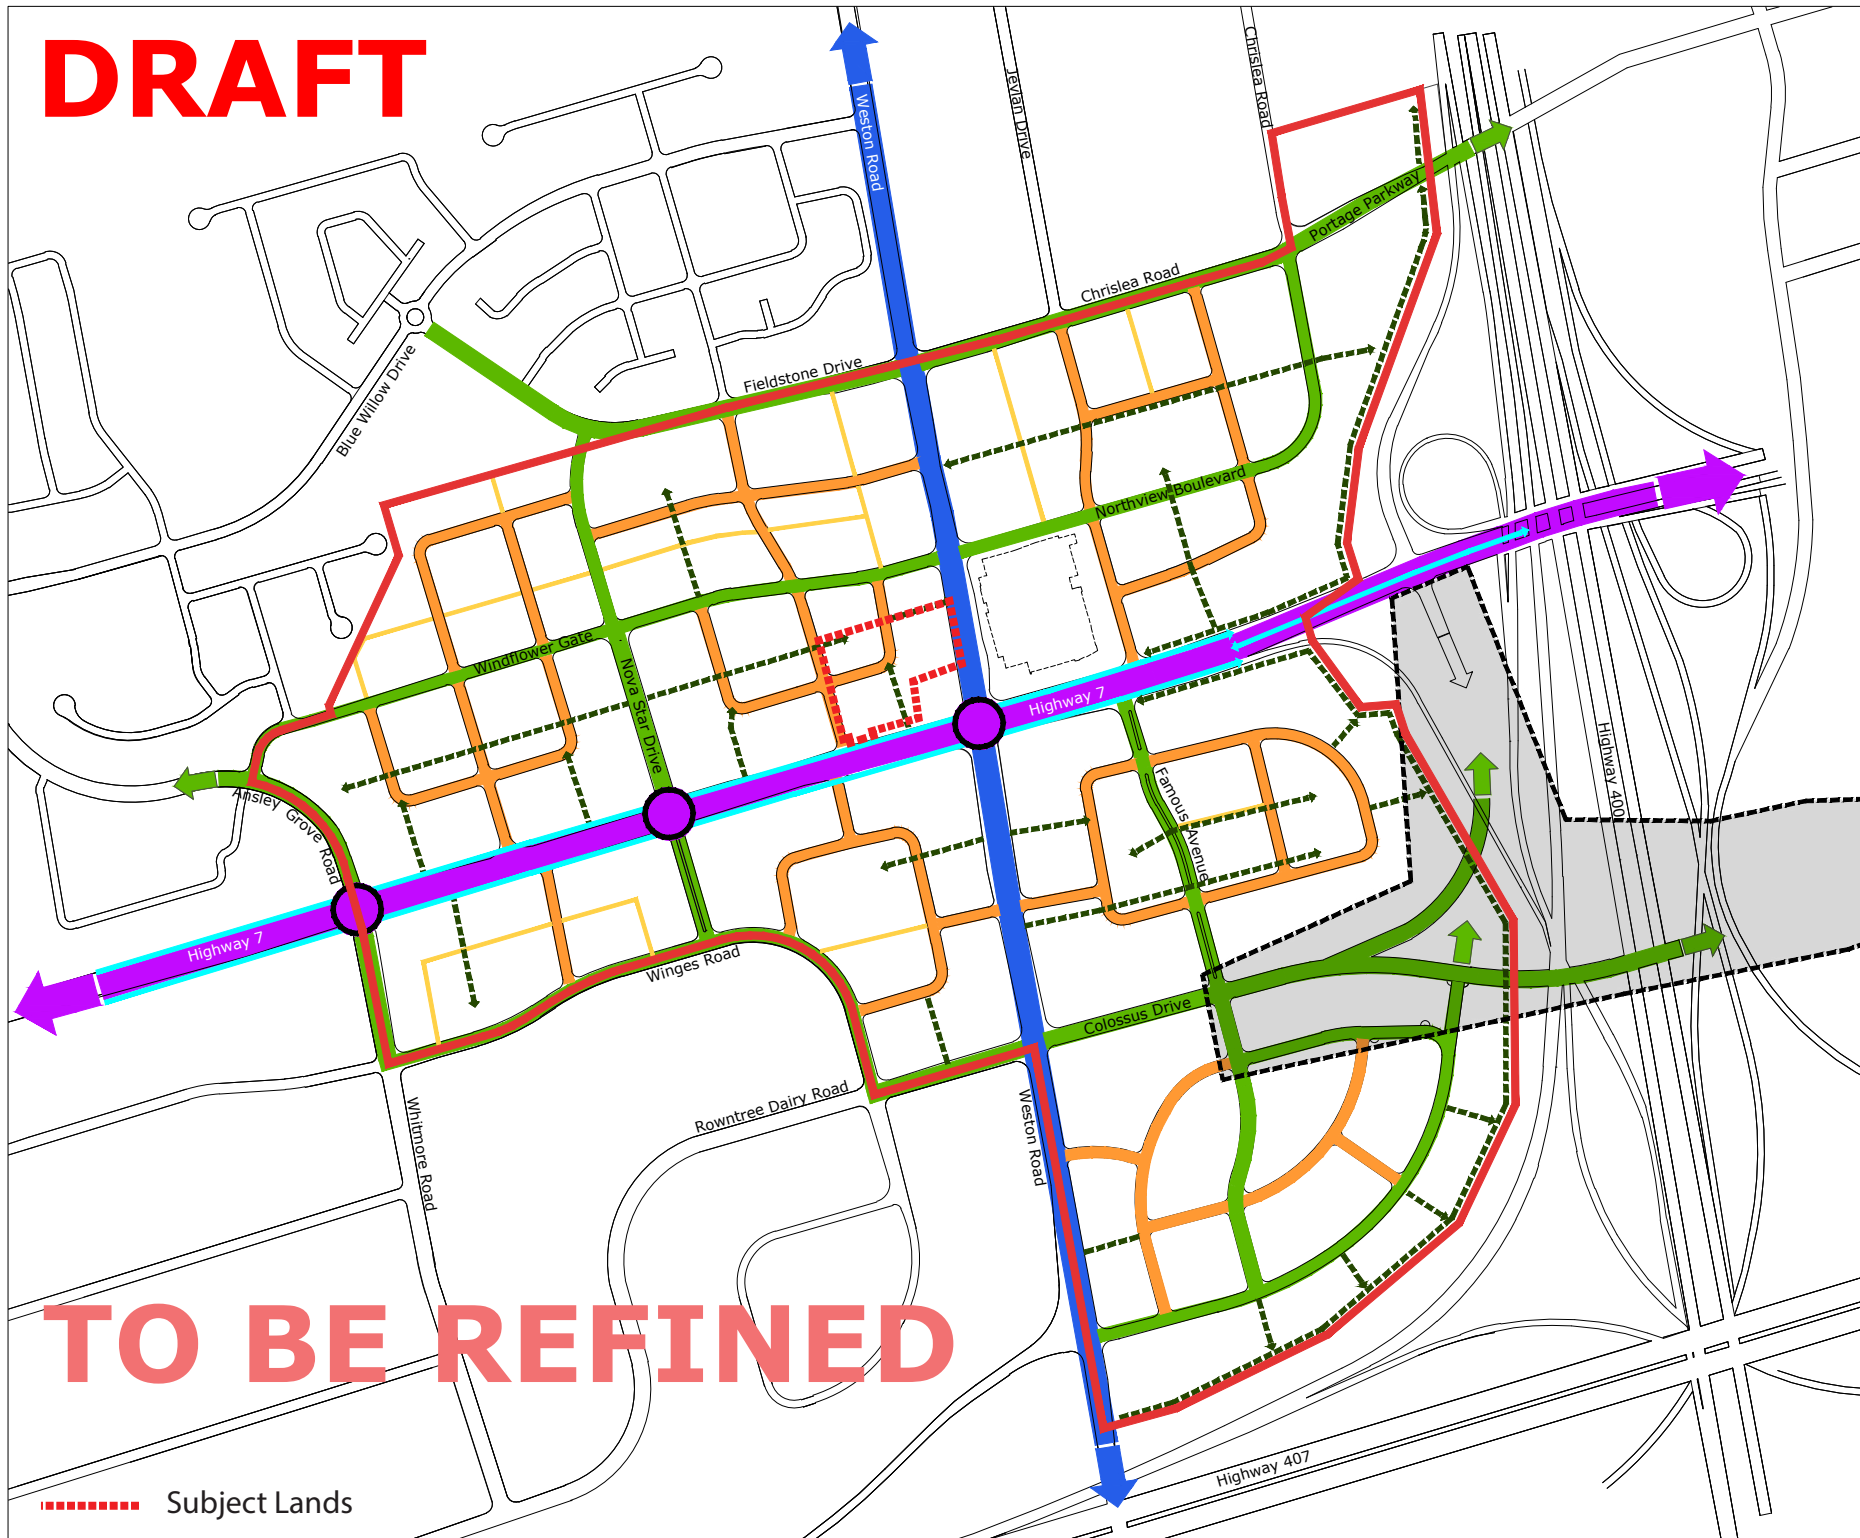 DRAFT
Weston Road
Jevlan Drive
Chrislea Road
Portage Parkway
Chrislea Road
Fieldstone Drive
Blue Willow Drive
Northview Boulevard
Windflower Gate
Nova Star Drive
Highway 7
Highway 400
Famous Avenue
Ansley Grove Road
Highway 7
Winges Road
Colossus Drive
Rowntree Dairy Road
Whitmore Road
Weston Road
TO BE REFINED
Highway 407
Subject Lands